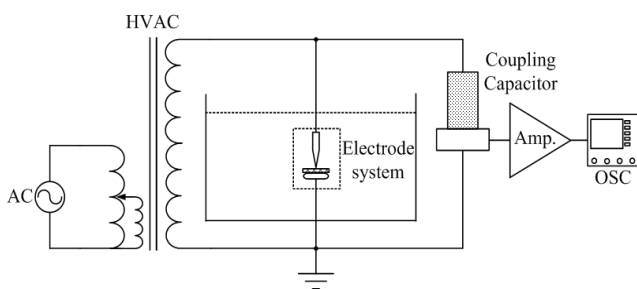 HVAC
Coupling
Capacitor
Electrode
system
Amp.
AC
OSC